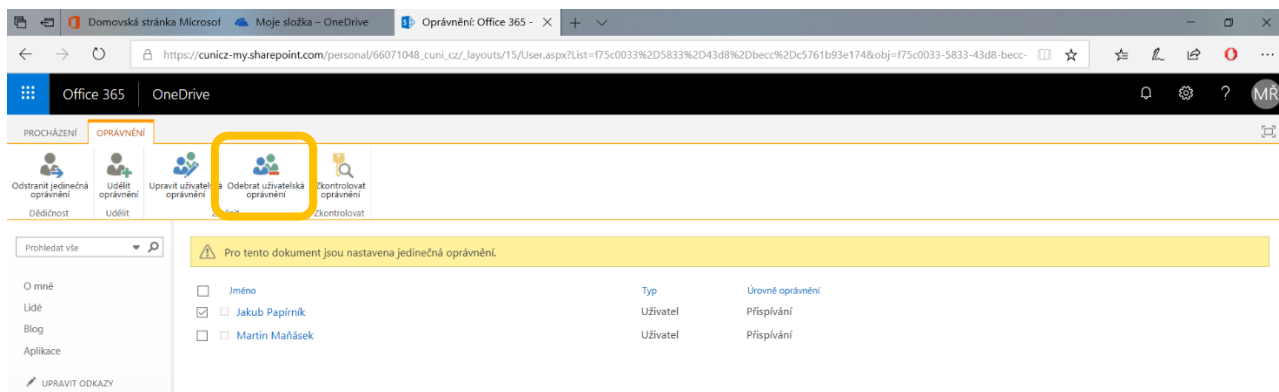 Domovská stránka Microsof
Moje složka – OneDrive
Oprávnění: Office 365 -
https://cunicz-my.sharepoint.com/personal/66071048_cuni_cz/_layouts/15/User.aspx?List=f75c0033%2D5833%2D43d8%2Dbecc%2Dc5761b93e174&obj=f75c0033-5833-43d8-becc-
Office 365
OneDrive
MŘ
PROCHÁZENÍ
OPRÁVNĚNÍ
Odstranit jedinečná
oprávnění
Udělit
oprávnění
oprávnění
Odebrat uživatelská
oprávnění
Zkontrolovat
oprávnění
Upravit
Dědičnost
Udělit
Zkontrolovat
Prohledat vše
Pro tento dokument jsou nastavena jedinečná oprávnění.
O mně
Lidé
Blog
Aplikace
UPRAVIT ODKAZY
Jméno
Typ
Úrovně oprávnění
Jakub Papírník
Uživatel
Přispívání
Martin Maňásek
Uživatel
Přispívání